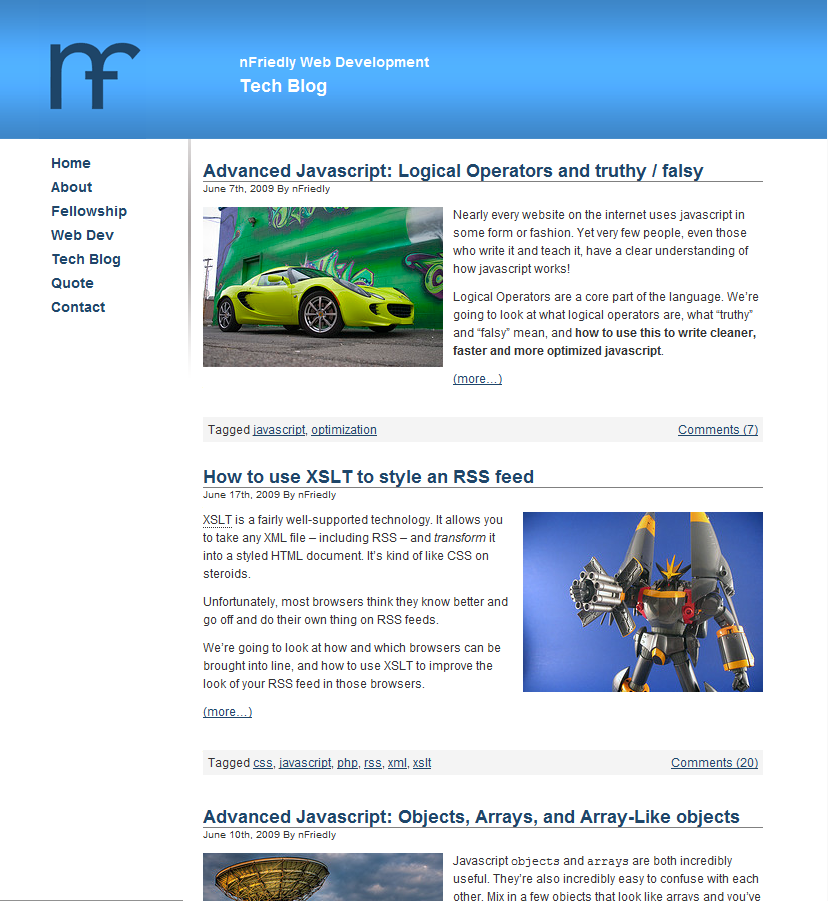 nf
nFriedly Web Development
Tech Blog
Home
About
Fellowship
Web Dev
Tech Blog
Quote
Contact
Advanced Javascript: Logical Operators and truthy / falsy
June 7th, 2009 By nFriedly
Nearly every website on the internet uses javascript in
some form or fashion. Yet very few people, even those
who write it and teach it, have a clear understanding of
how javascript works!
Logical Operators are a core part of the language. We’re
going to look at what logical operators are, what “truthy”
and “falsy” mean, and how to use this to write cleaner,
faster and more optimized javascript.
(more…)
Tagged javascript, optimization
Comments (7)
How to use XSLT to style an RSS feed
June 17th, 2009 By nFriedly
XSLT is a fairly well-supported technology. It allows you
to take any XML file – including RSS – and transform it
into a styled HTML document. It’s kind of like CSS on
steroids.
Unfortunately, most browsers think they know better and
go off and do their own thing on RSS feeds.
We’re going to look at how and which browsers can be
brought into line, and how to use XSLT to improve the
look of your RSS feed in those browsers.
(more…)
Tagged css, javascript, php, rss, xml, xslt
Comments (20)
Advanced Javascript: Objects, Arrays, and Array-Like objects
June 10th, 2009 By nFriedly
Javascript objects and arrays are both incredibly
useful. They’re also incredibly easy to confuse with each
other. Mix in a few objects that look like arrays and you’ve